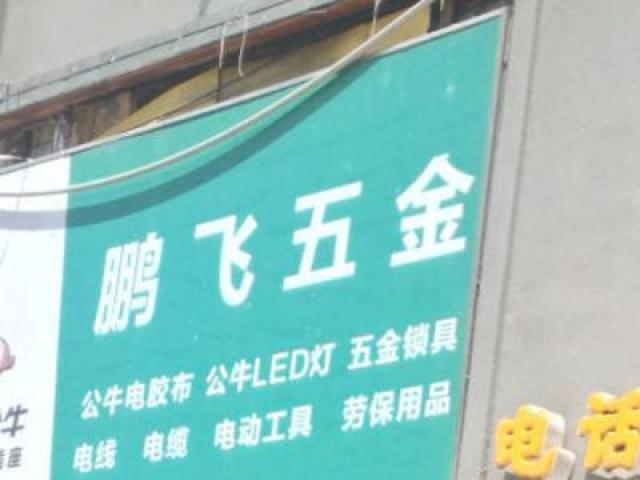 鹏飞五金
公牛电胶布 公牛LED灯 五金锁具
电线 电缆 电动工具 劳保用品
牛
座
电话